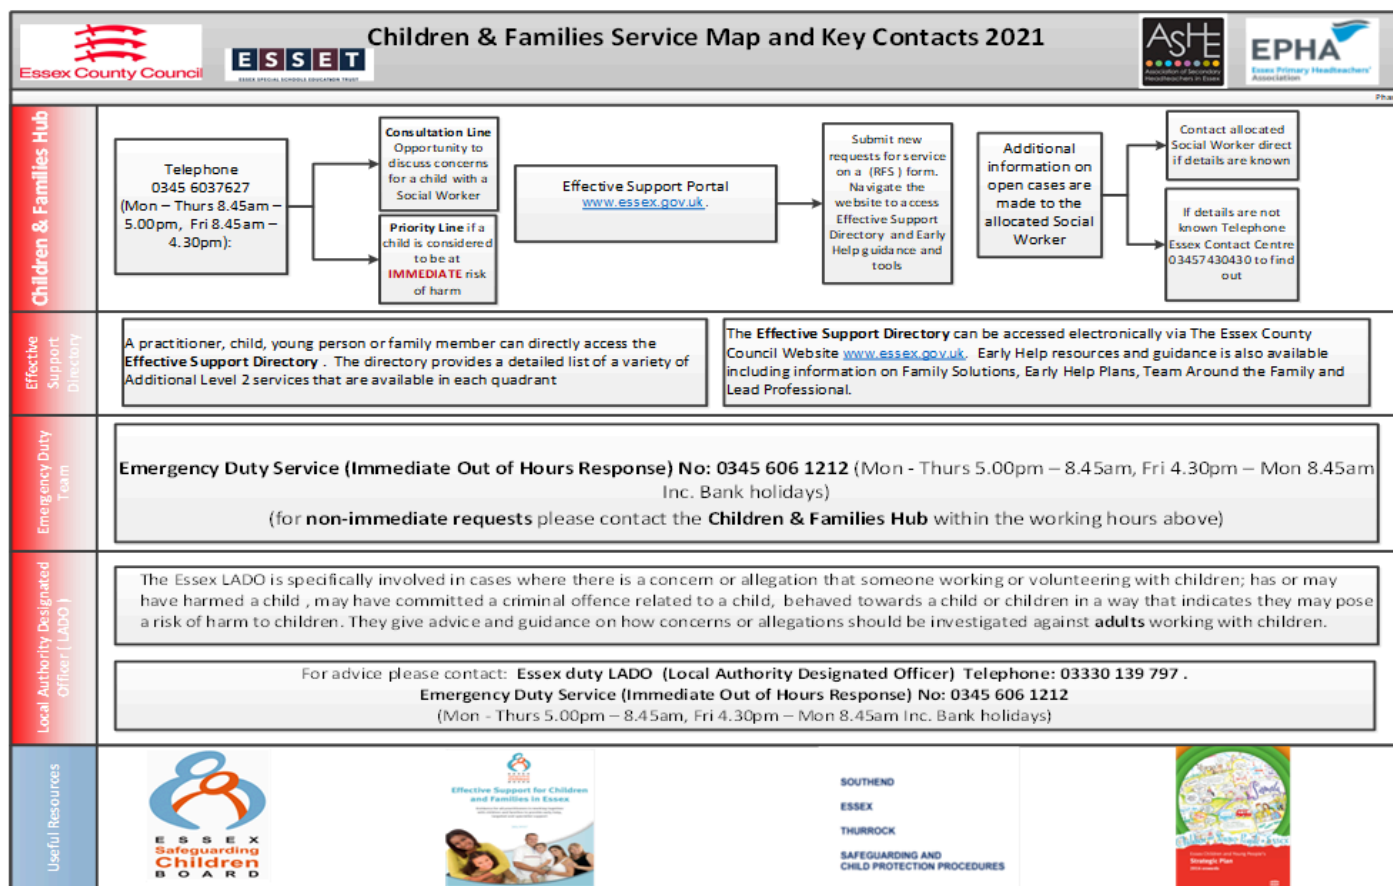 Children & Families Service Map and Key Contacts 2021
Essex County Council
ESSET
ESSEX SPECIAL SCHOOLS EDUCATION TRUST
ASHE
Association of Secondary
Headteachers in Essex
EPHA
Essex Primary Headteachers'
Association
Children & Families Hub
Telephone
0345 6037627
(Mon – Thurs 8.45am –
5.00pm, Fri 8.45am –
4.30pm):
Consultation Line
Opportunity to
discuss concerns
for a child with a
Social Worker
Priority Line if a
child is considered
to be at
IMMEDIATE risk
of harm
Effective Support Portal
www.essex.gov.uk.
Submit new
requests for service
on a (RFS ) form.
Navigate the
website to access
Effective Support
Directory and Early
Help guidance and
tools
Additional
information on
open cases are
made to the
allocated Social
Worker
Contact allocated
Social Worker direct
if details are known
If details are not
known Telephone
Essex Contact Centre
03457430430 to find
out
Effective
Support
Directory
A practitioner, child, young person or family member can directly access the
Effective Support Directory . The directory provides a detailed list of a variety of
Additional Level 2 services that are available in each quadrant
The Effective Support Directory can be accessed electronically via The Essex County
Council Website www.essex.gov.uk. Early Help resources and guidance is also available
including information on Family Solutions, Early Help Plans, Team Around the Family and
Lead Professional.
Emergency Duty
Team
Emergency Duty Service (Immediate Out of Hours Response) No: 0345 606 1212 (Mon - Thurs 5.00pm – 8.45am, Fri 4.30pm – Mon 8.45am
Inc. Bank holidays)
(for non-immediate requests please contact the Children & Families Hub within the working hours above)
Local Authority Designated
Officer ( LADO )
The Essex LADO is specifically involved in cases where there is a concern or allegation that someone working or volunteering with children; has or may
have harmed a child , may have committed a criminal offence related to a child, behaved towards a child or children in a way that indicates they may pose
a risk of harm to children. They give advice and guidance on how concerns or allegations should be investigated against adults working with children.
For advice please contact: Essex duty LADO (Local Authority Designated Officer) Telephone: 03330 139 797 .
Emergency Duty Service (Immediate Out of Hours Response) No: 0345 606 1212
(Mon - Thurs 5.00pm – 8.45am, Fri 4.30pm – Mon 8.45am Inc. Bank holidays)
Useful Resources
ESSEX
Safeguarding
Children
BOARD
Effective Support for Children
and Families in Essex
SOUTHEND
ESSEX
THURROCK
SAFEGUARDING AND
CHILD PROTECTION PROCEDURES
Strategic Plan